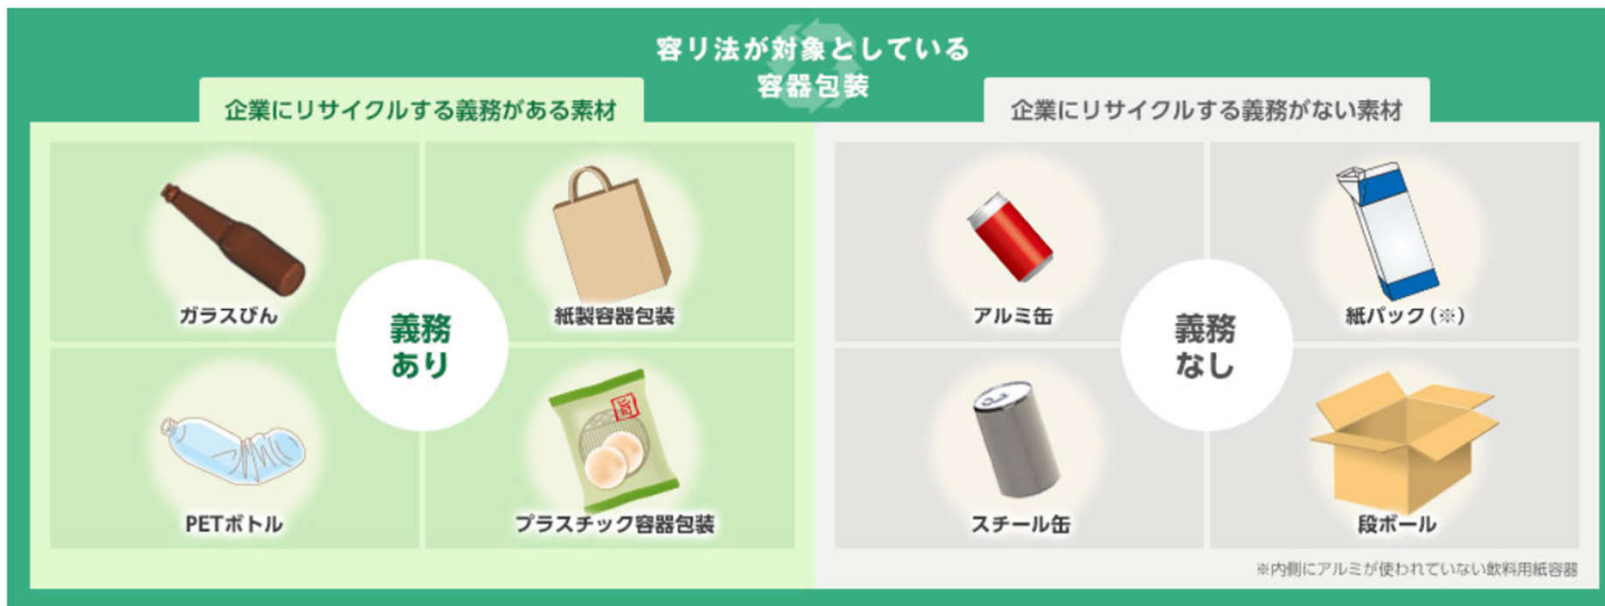 容リ法が対象としている
容器包装
企業にリサイクルする義務がある素材
ガラスびん
紙製容器包装
義務
あり
PETボトル
プラスチック容器包装
企業にリサイクルする義務がない素材
アルミ缶
紙パック(※)
義務
なし
スチール缶
段ボール
※内側にアルミが使われていない飲料用紙容器